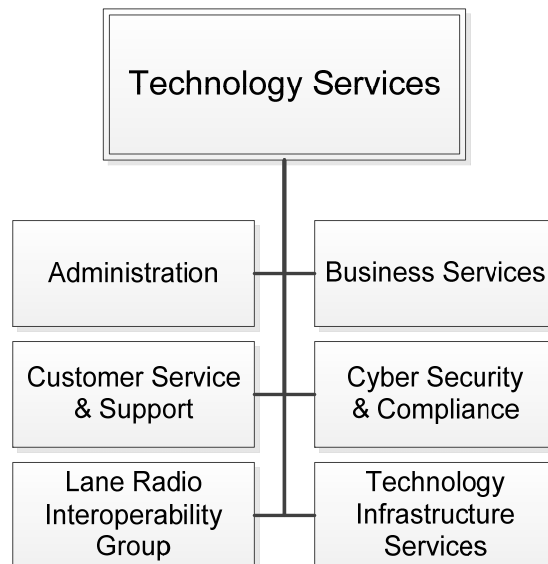 Technology Services
Administration
Business Services
Customer Service
& Support
Cyber Security
& Compliance
Lane Radio
Interoperability
Group
Technology
Infrastructure
Services